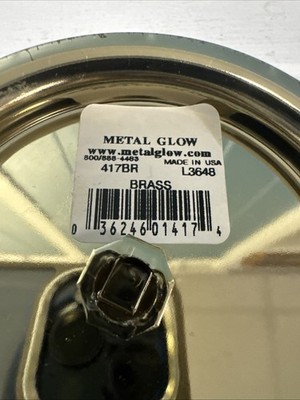 METAL GLOW
www.metalglow.com
800/888-4463 MADE IN USA
417BR L3648
BRASS
0 36246 01417 4